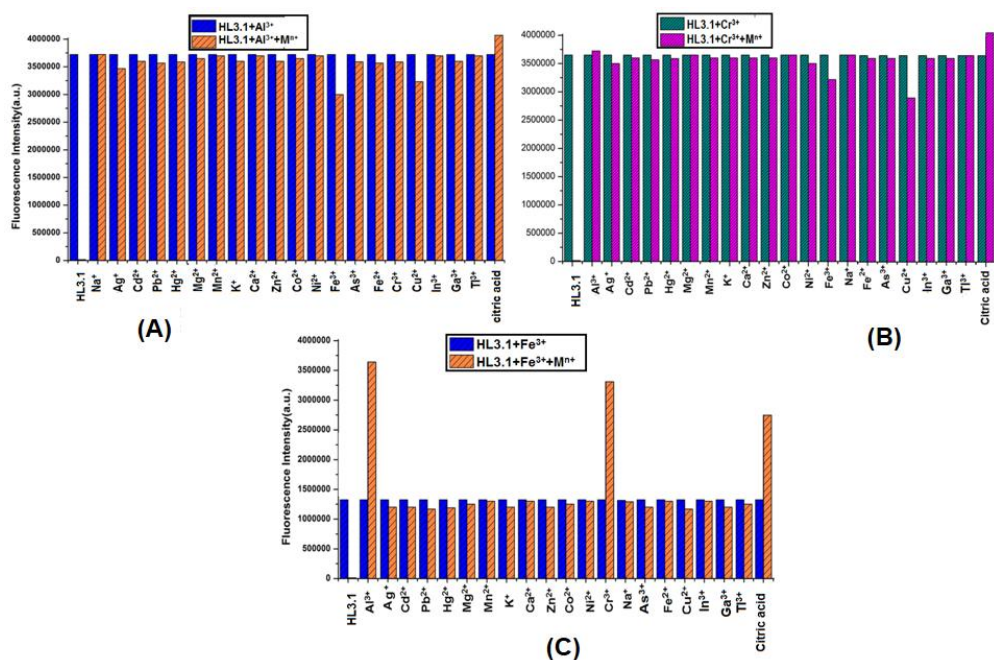 HL3.1+Al³⁺
HL3.1+Al³⁺+Mⁿ⁺
Fluorescence Intensity(a.u.)
4000000
3500000
3000000
2500000
2000000
1500000
1000000
500000
0
HL3.1 Na⁺ Ag⁺ Cd²⁺ Pb²⁺ Hg²⁺ Mg²⁺ Mn²⁺ K⁺ Ca²⁺ Zn²⁺ Co²⁺ Ni²⁺ Fe³⁺ As³⁺ Fe²⁺ Cr³⁺ Cu²⁺ In³⁺ Ga³⁺ Tl³⁺ citric acid
(A)
HL3.1+Cr³⁺
HL3.1+Cr³⁺+Mⁿ⁺
Fluorescence Intensity(a.u.)
4000000
3500000
3000000
2500000
2000000
1500000
1000000
500000
0
HL3.1 Al³⁺ Ag⁺ Cd²⁺ Pb²⁺ Hg²⁺ Mg²⁺ Mn²⁺ K⁺ Ca²⁺ Zn²⁺ Co²⁺ Ni²⁺ Fe³⁺ Na⁺ Fe²⁺ As³⁺ Cu²⁺ In³⁺ Ga³⁺ Tl³⁺ Citric acid
(B)
HL3.1+Fe³⁺
HL3.1+Fe³⁺+Mⁿ⁺
Fluorescence Intensity(a.u.)
4000000
3500000
3000000
2500000
2000000
1500000
1000000
500000
0
HL3.1 Al³⁺ Ag⁺ Cd²⁺ Pb²⁺ Hg²⁺ Mg²⁺ Mn²⁺ K⁺ Ca²⁺ Zn²⁺ Co²⁺ Ni²⁺ Cr³⁺ Na⁺ As³⁺ Fe²⁺ Cu²⁺ In³⁺ Ga³⁺ Tl³⁺ Citric acid
(C)